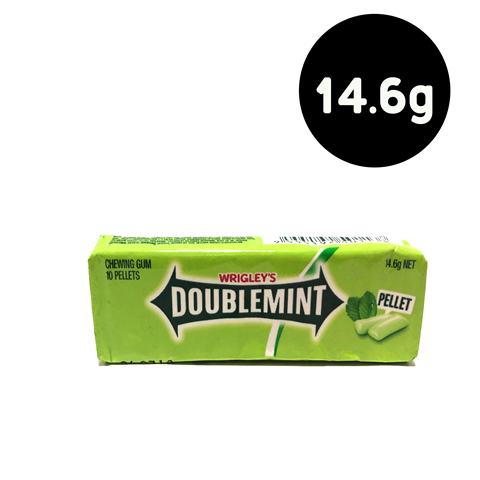 14.6g
CHEWING GUM
10 PELLETS
14.6g NET
WRIGLEY'S
DOUBLEMINT
PELLET